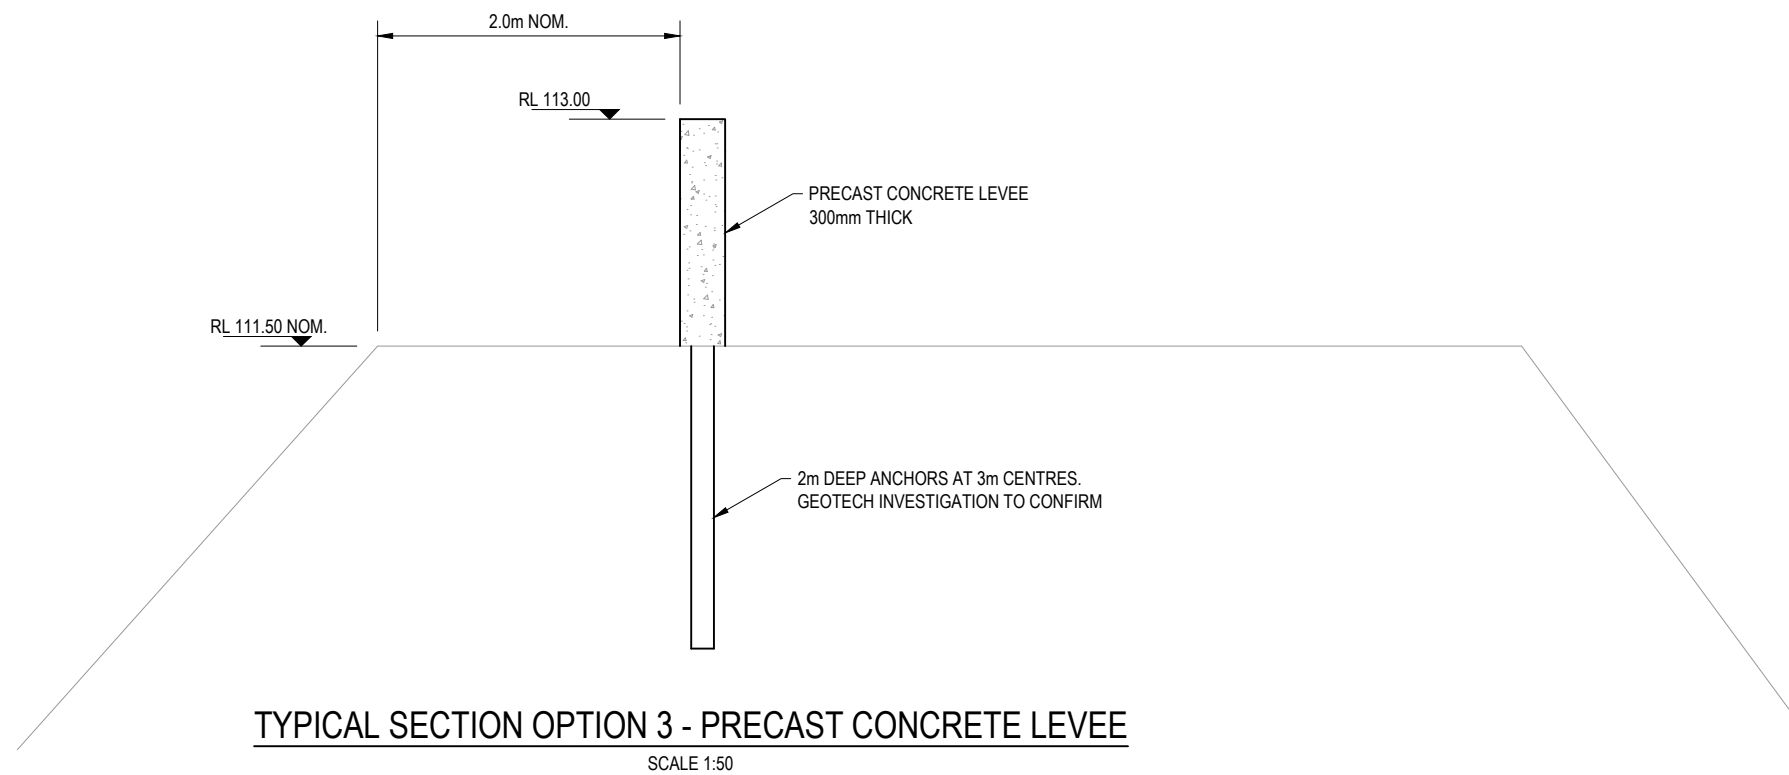 2.0m NOM.
RL 113.00
PRECAST CONCRETE LEVEE
300mm THICK
RL 111.50 NOM.
2m DEEP ANCHORS AT 3m CENTRES.
GEOTECH INVESTIGATION TO CONFIRM
TYPICAL SECTION OPTION 3 - PRECAST CONCRETE LEVEE
SCALE 1:50